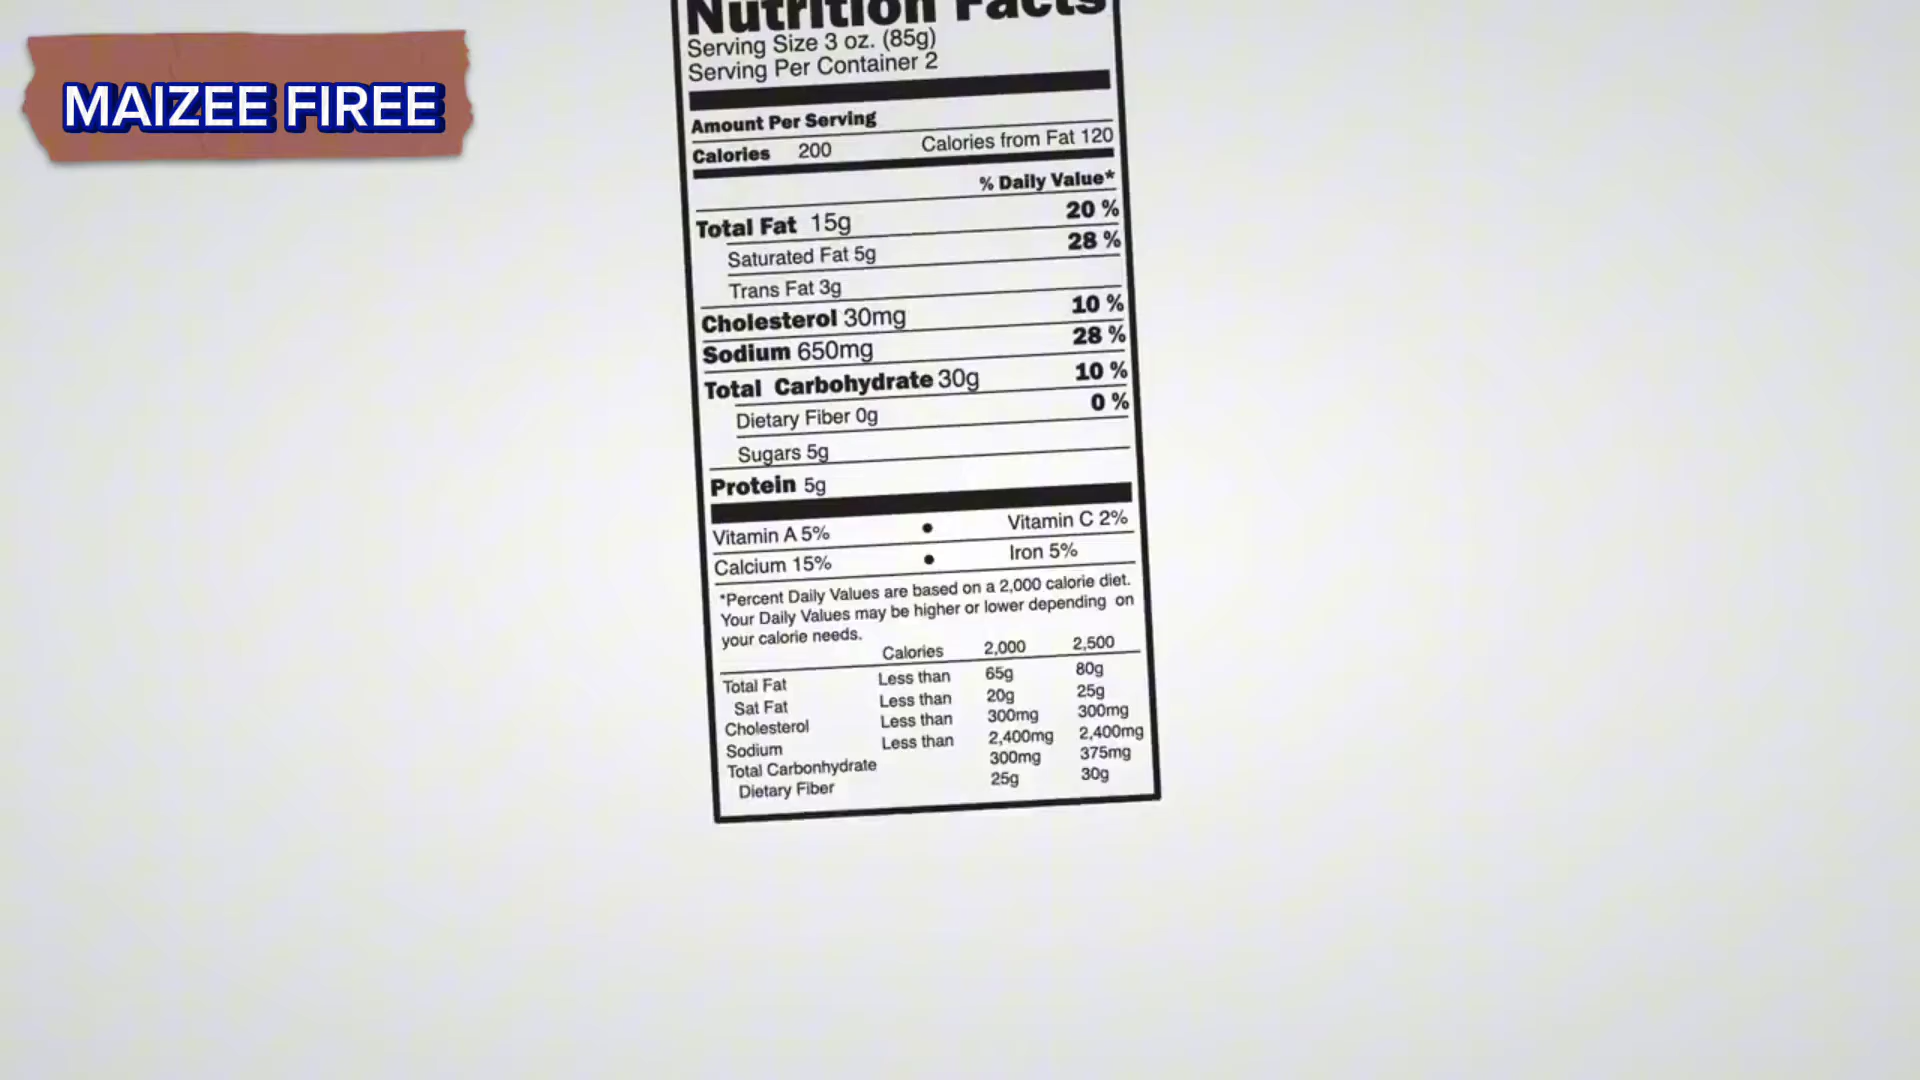 MAIZEE FIREE
Nutrition Facts
Serving Size 3 oz. (85g)
Serving Per Container 2
Amount Per Serving
Calories 200 Calories from Fat 120
% Daily Value*
Total Fat 15g 20 %
Saturated Fat 5g 28 %
Trans Fat 3g
Cholesterol 30mg 10 %
Sodium 650mg 28 %
Total Carbohydrate 30g 10 %
Dietary Fiber 0g 0 %
Sugars 5g
Protein 5g
Vitamin A 5% • Vitamin C 2%
Calcium 15% • Iron 5%
*Percent Daily Values are based on a 2,000 calorie diet.
Your Daily Values may be higher or lower depending on
your calorie needs.
Calories 2,000 2,500
Total Fat Less than 65g 80g
Sat Fat Less than 20g 25g
Cholesterol Less than 300mg 300mg
Sodium Less than 2,400mg 2,400mg
Total Carbonhydrate 300mg 375mg
Dietary Fiber 25g 30g